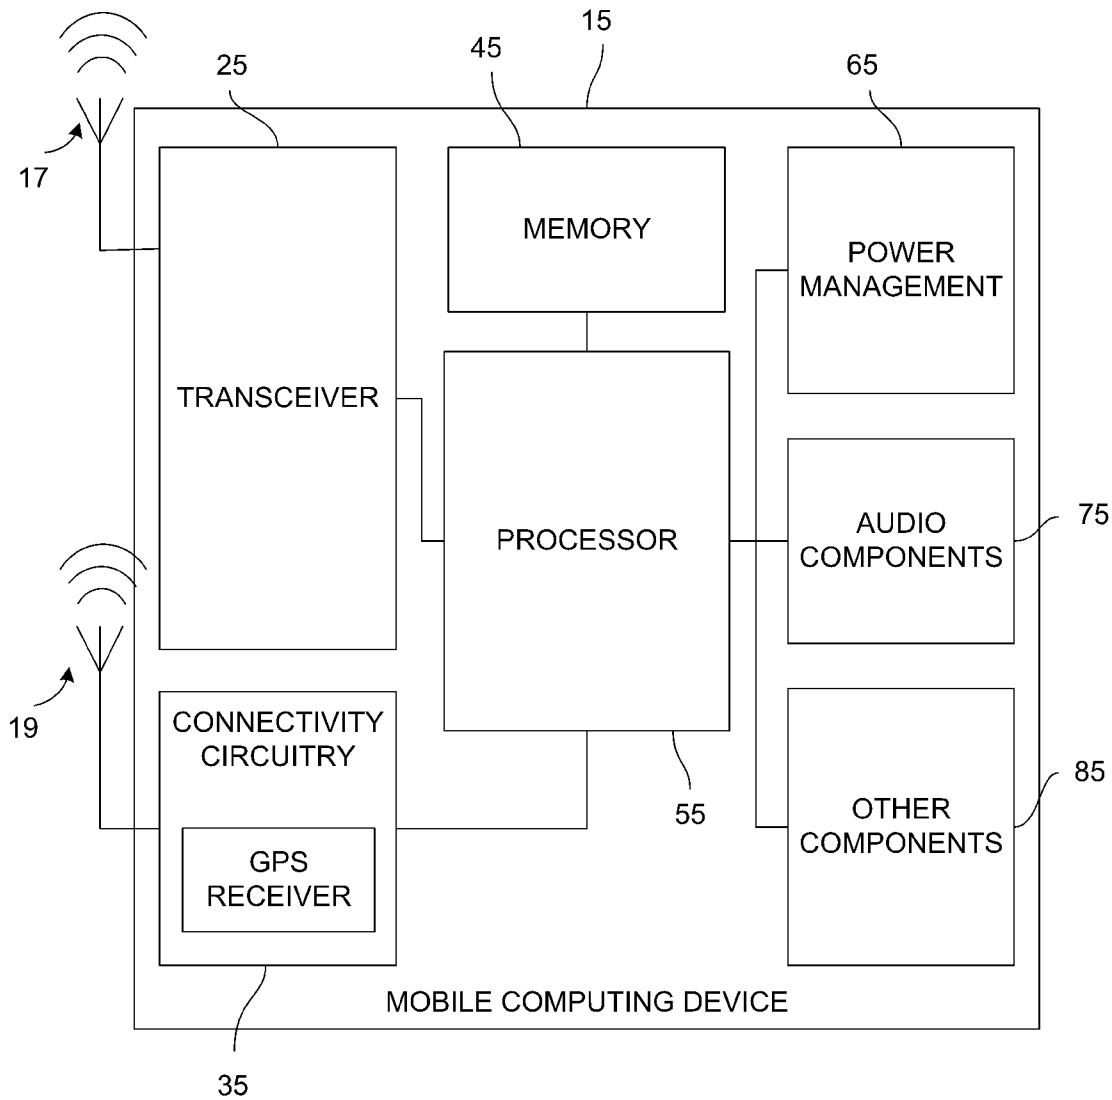 15
45
25
65
17
MEMORY
POWER
MANAGEMENT
TRANSCEIVER
75
AUDIO
COMPONENTS
PROCESSOR
19
CONNECTIVITY
CIRCUITRY
85
55
OTHER
COMPONENTS
GPS
RECEIVER
MOBILE COMPUTING DEVICE
35